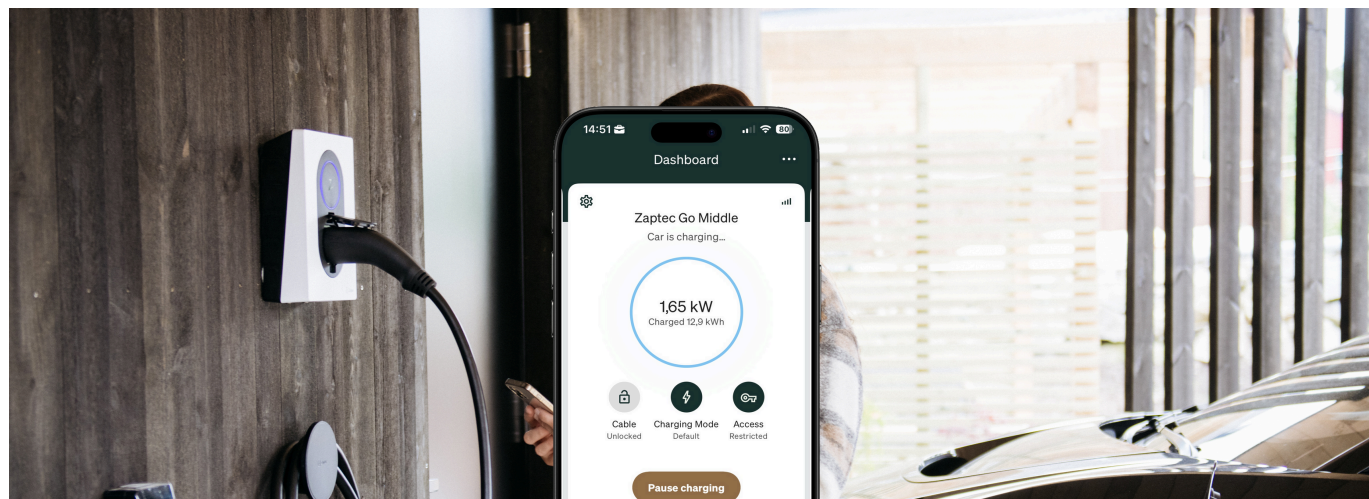 14:51
80
Dashboard
Zaptec Go Middle
Car is charging...
1,65 kW
Charged 12,9 kWh
Cable
Unlocked
Charging Mode
Default
Access
Restricted
Pause charging